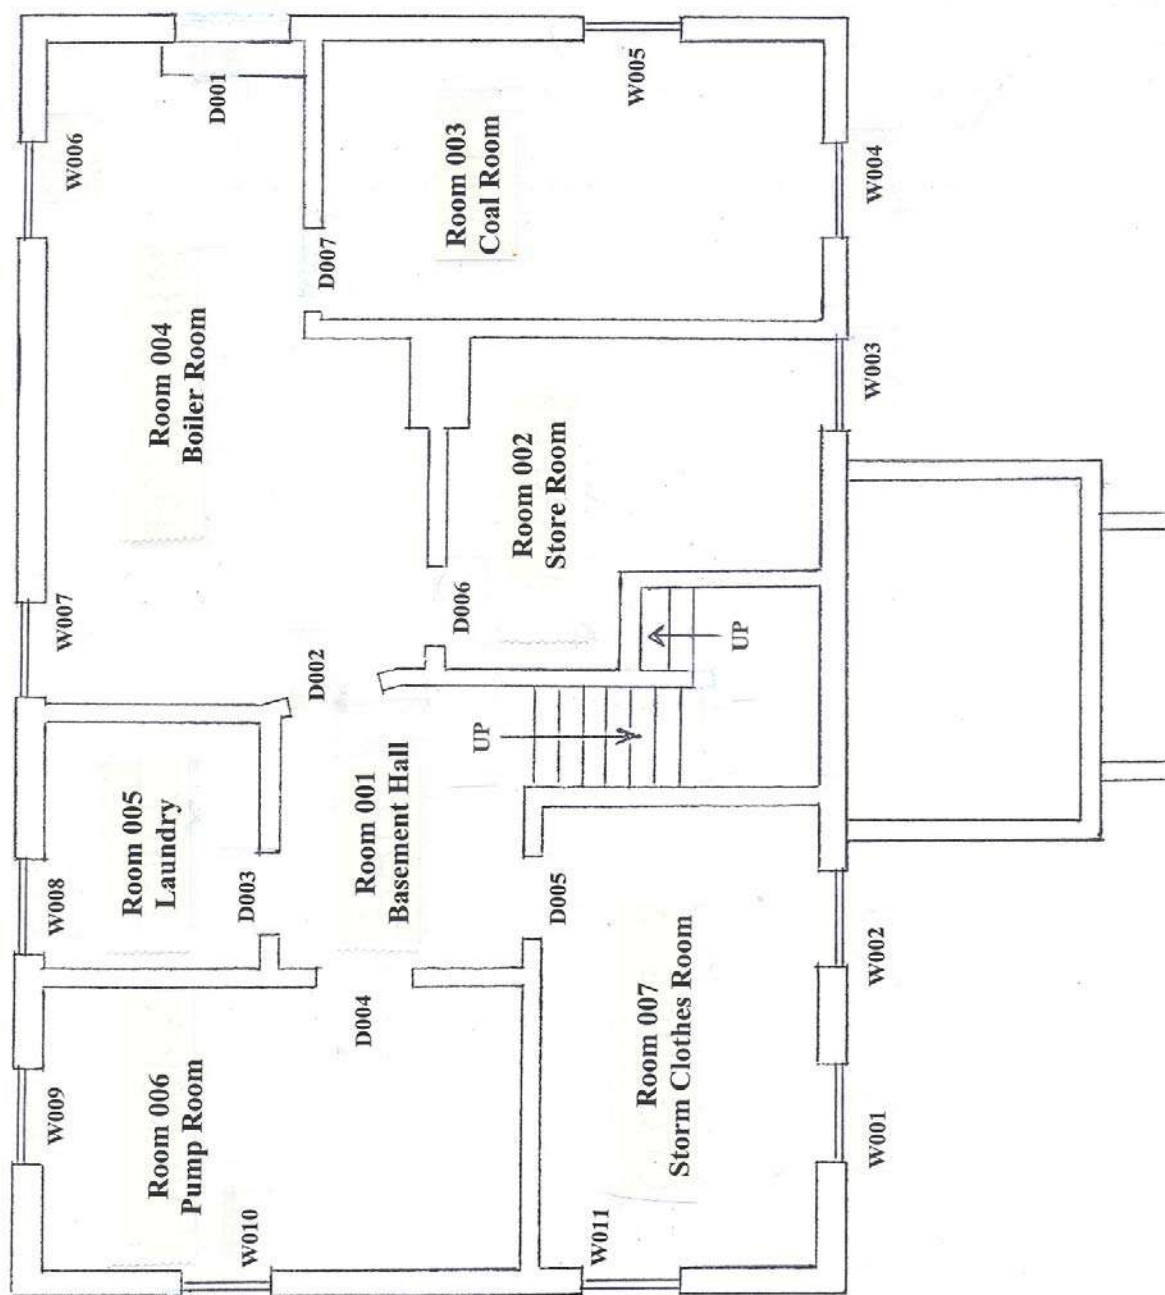 W009
W008
W007
W006
Room 006
Pump Room
Room 005
Laundry
Room 004
Boiler Room
D001
W010
D003
D002
D007
D004
Room 001
Basement Hall
D006
Room 003
Coal Room
UP
Room 002
Store Room
D005
W011
W005
Room 007
Storm Clothes Room
UP
W001
W002
W003
W004